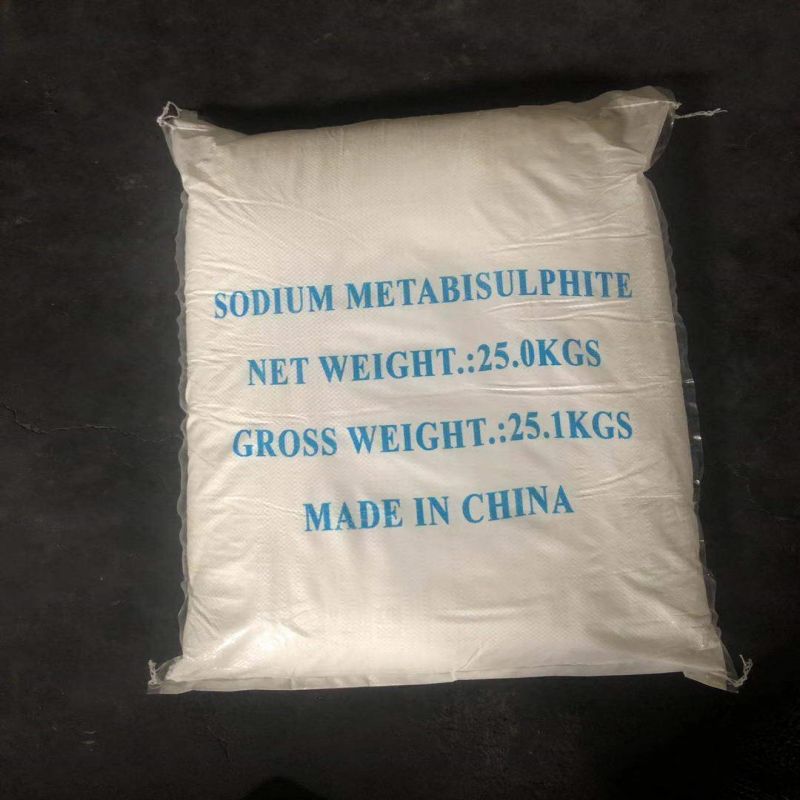 SODIUM METABISULPHITE
NET WEIGHT.:25.0KGS
GROSS WEIGHT.:25.1KGS
MADE IN CHINA